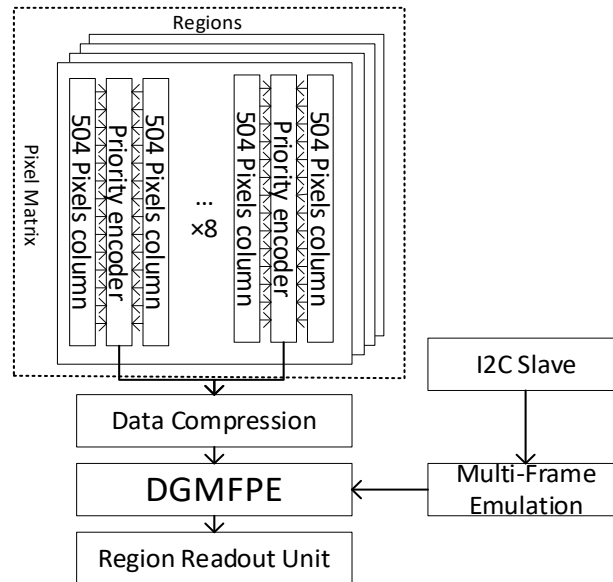 Regions
Pixel Matrix
504 Pixels column
Priority encoder
504 Pixels column
...
×8
504 Pixels column
Priority encoder
504 Pixels column
I2C Slave
Data Compression
DGMFPE
Multi-Frame
Emulation
Region Readout Unit